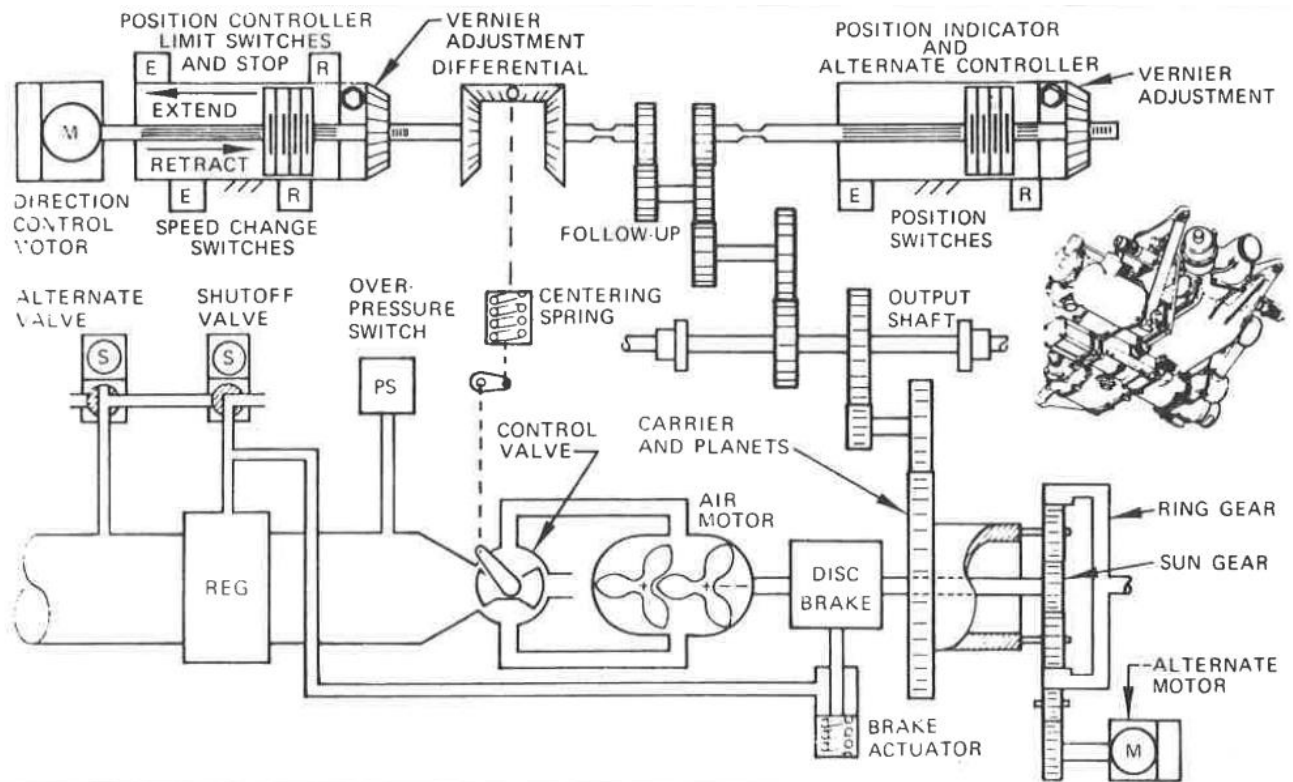 POSITION CONTROLLER
LIMIT SWITCHES
AND STOP
VERNIER
ADJUSTMENT
DIFFERENTIAL
POSITION INDICATOR
AND
ALTERNATE CONTROLLER
VERNIER
ADJUSTMENT
E
R
EXTEND
M
RETRACT
E
R
DIRECTION
CONTROL
MOTOR
SPEED CHANGE
SWITCHES
FOLLOW-UP
E
R
POSITION
SWITCHES
ALTERNATE
VALVE
SHUTOFF
VALVE
OVER-
PRESSURE
SWITCH
CENTERING
SPRING
OUTPUT
SHAFT
S
S
PS
CONTROL
VALVE
CARRIER
AND PLANETS
AIR
MOTOR
RING GEAR
SUN GEAR
REG
DISC
BRAKE
ALTERNATE
MOTOR
BRAKE
ACTUATOR
M